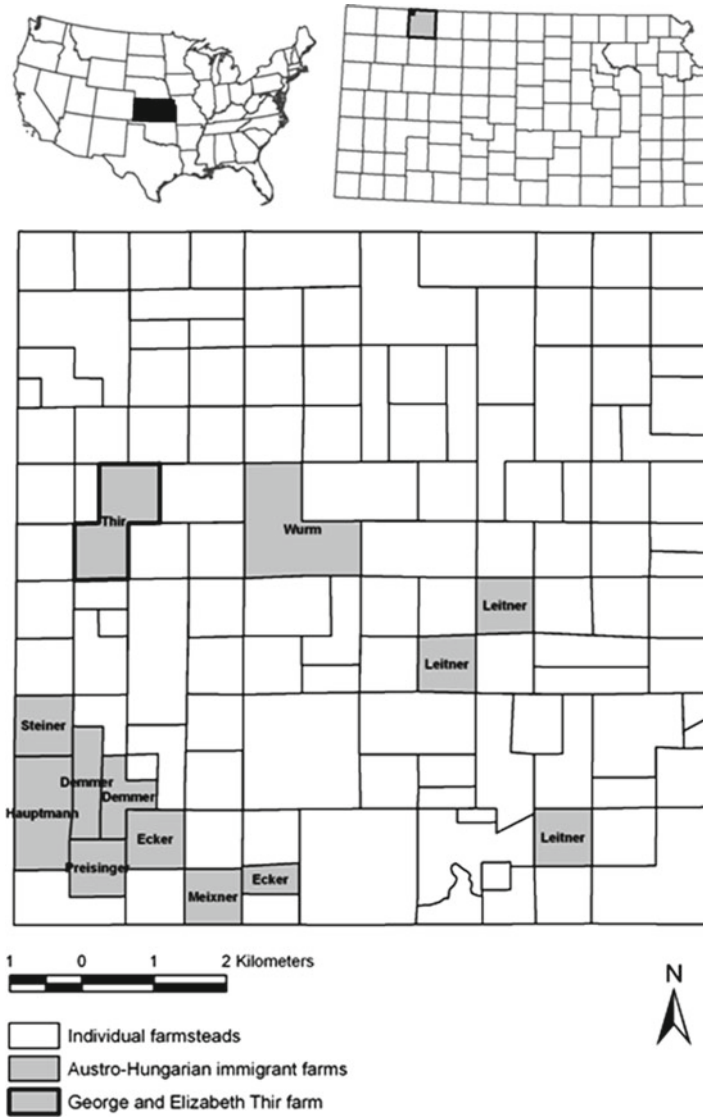 Thir
Wurm
Leitner
Leitner
Steiner
Demmer
Demmer
Hauptmann
Ecker
Leitner
Preisinger
Ecker
Meixner
1 0 1 2 Kilometers
N
Individual farmsteads
Austro-Hungarian immigrant farms
George and Elizabeth Thir farm